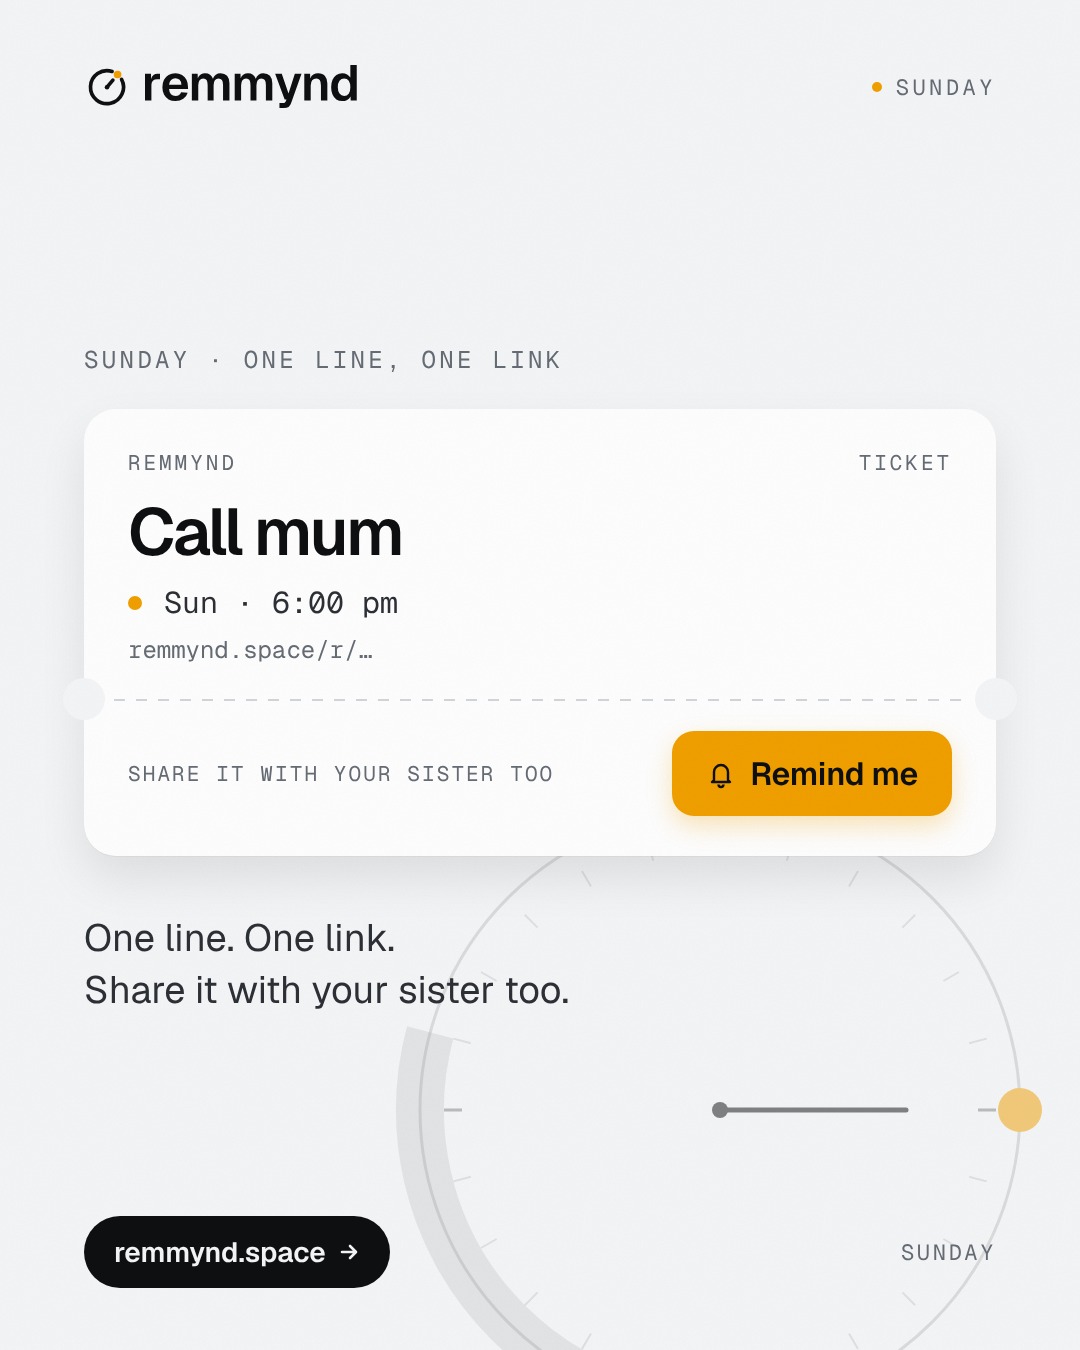 remmynd
SUNDAY
SUNDAY · ONE LINE, ONE LINK
REMMYND
TICKET
Call mum
Sun · 6:00 pm
remmynd.space/r/…
SHARE IT WITH YOUR SISTER TOO
Remind me
One line. One link.
Share it with your sister too.
remmynd.space →
SUNDAY